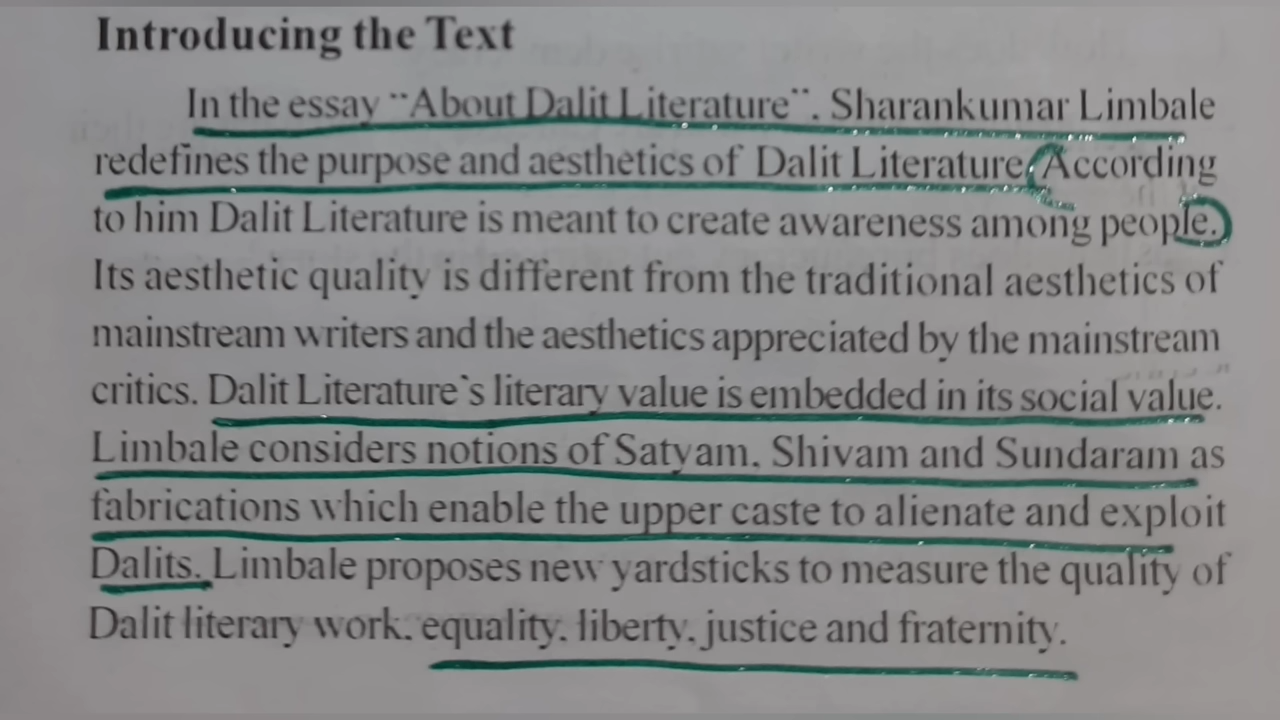 Introducing the Text
In the essay "About Dalit Literature", Sharankumar Limbale
redefines the purpose and aesthetics of Dalit Literature. According
to him Dalit Literature is meant to create awareness among people.
Its aesthetic quality is different from the traditional aesthetics of
mainstream writers and the aesthetics appreciated by the mainstream
critics. Dalit Literature's literary value is embedded in its social value.
Limbale considers notions of Satyam, Shivam and Sundaram as
fabrications which enable the upper caste to alienate and exploit
Dalits. Limbale proposes new yardsticks to measure the quality of
Dalit literary work. equality, liberty, justice and fraternity.